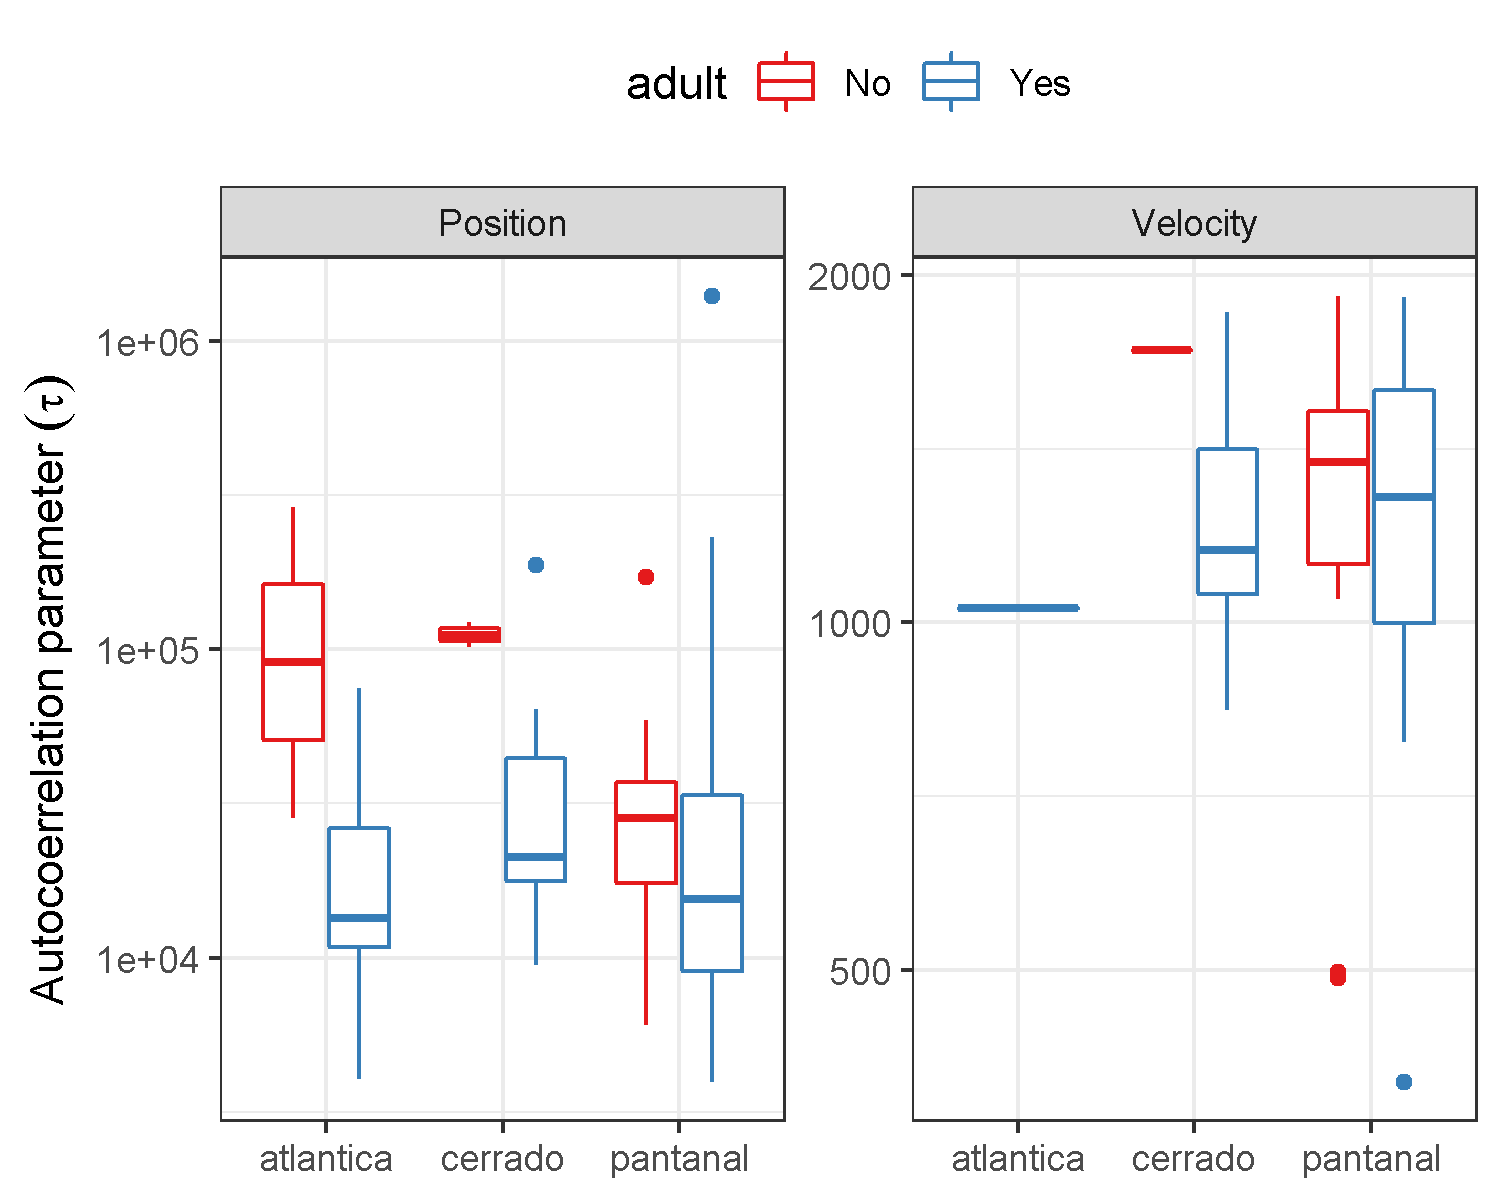 adult No Yes
Position
Velocity
Autocoerrelation parameter (τ)
1e+06
1e+05
1e+04
2000
1000
500
atlantica cerrado pantanal
atlantica cerrado pantanal